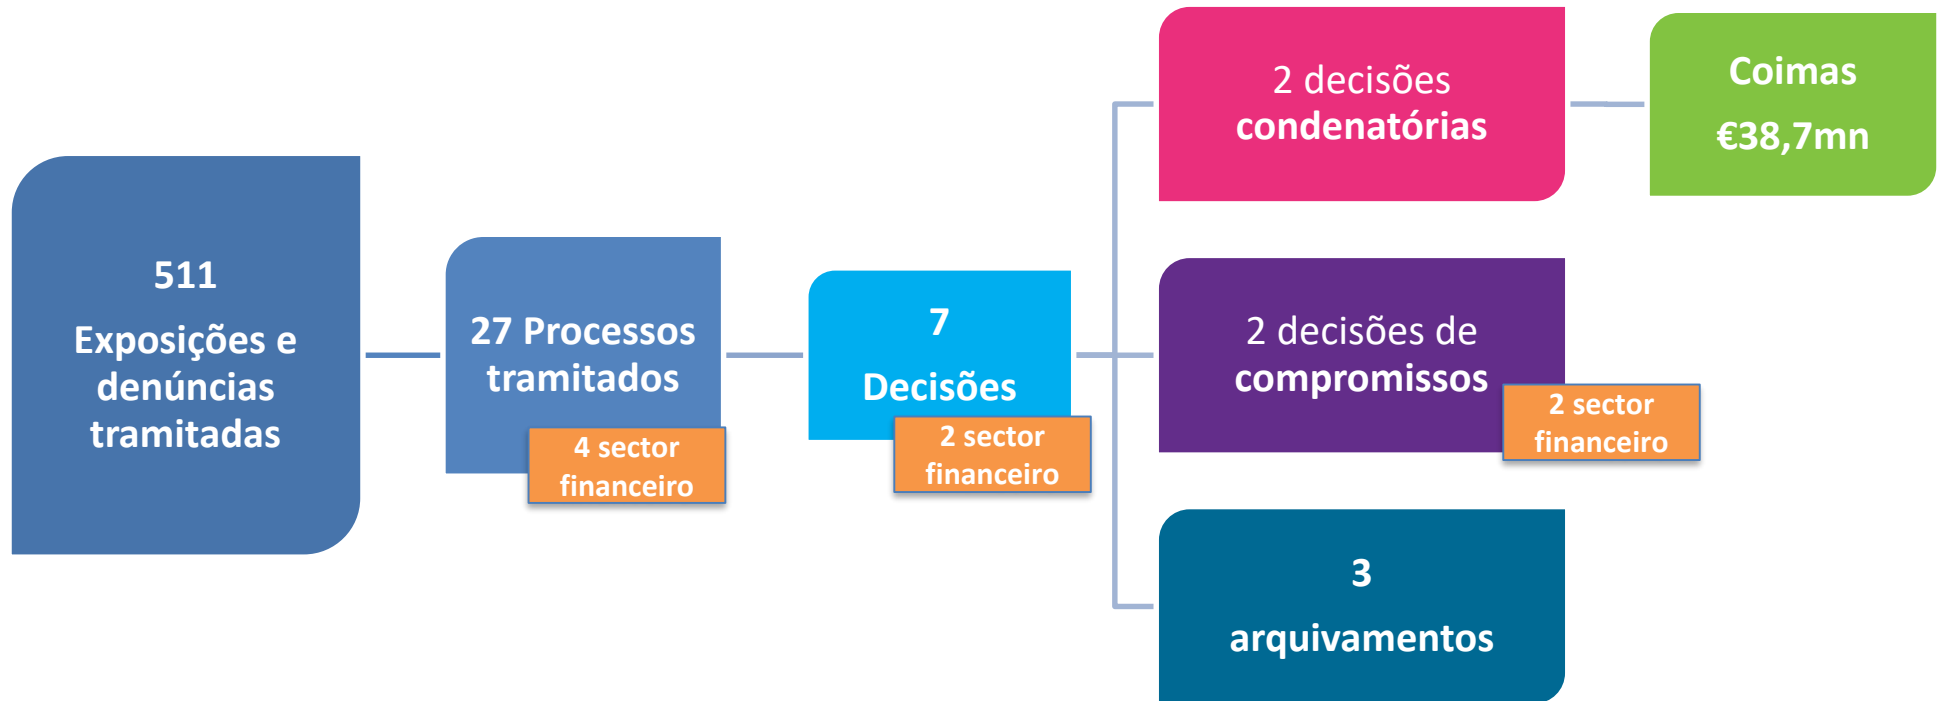 511
Exposições e
denúncias
tramitadas
27 Processos
tramitados
4 sector
financeiro
7
Decisões
2 sector
financeiro
2 decisões
condenatórias
Coimas
€38,7mn
2 decisões de
compromissos
2 sector
financeiro
3
arquivamentos